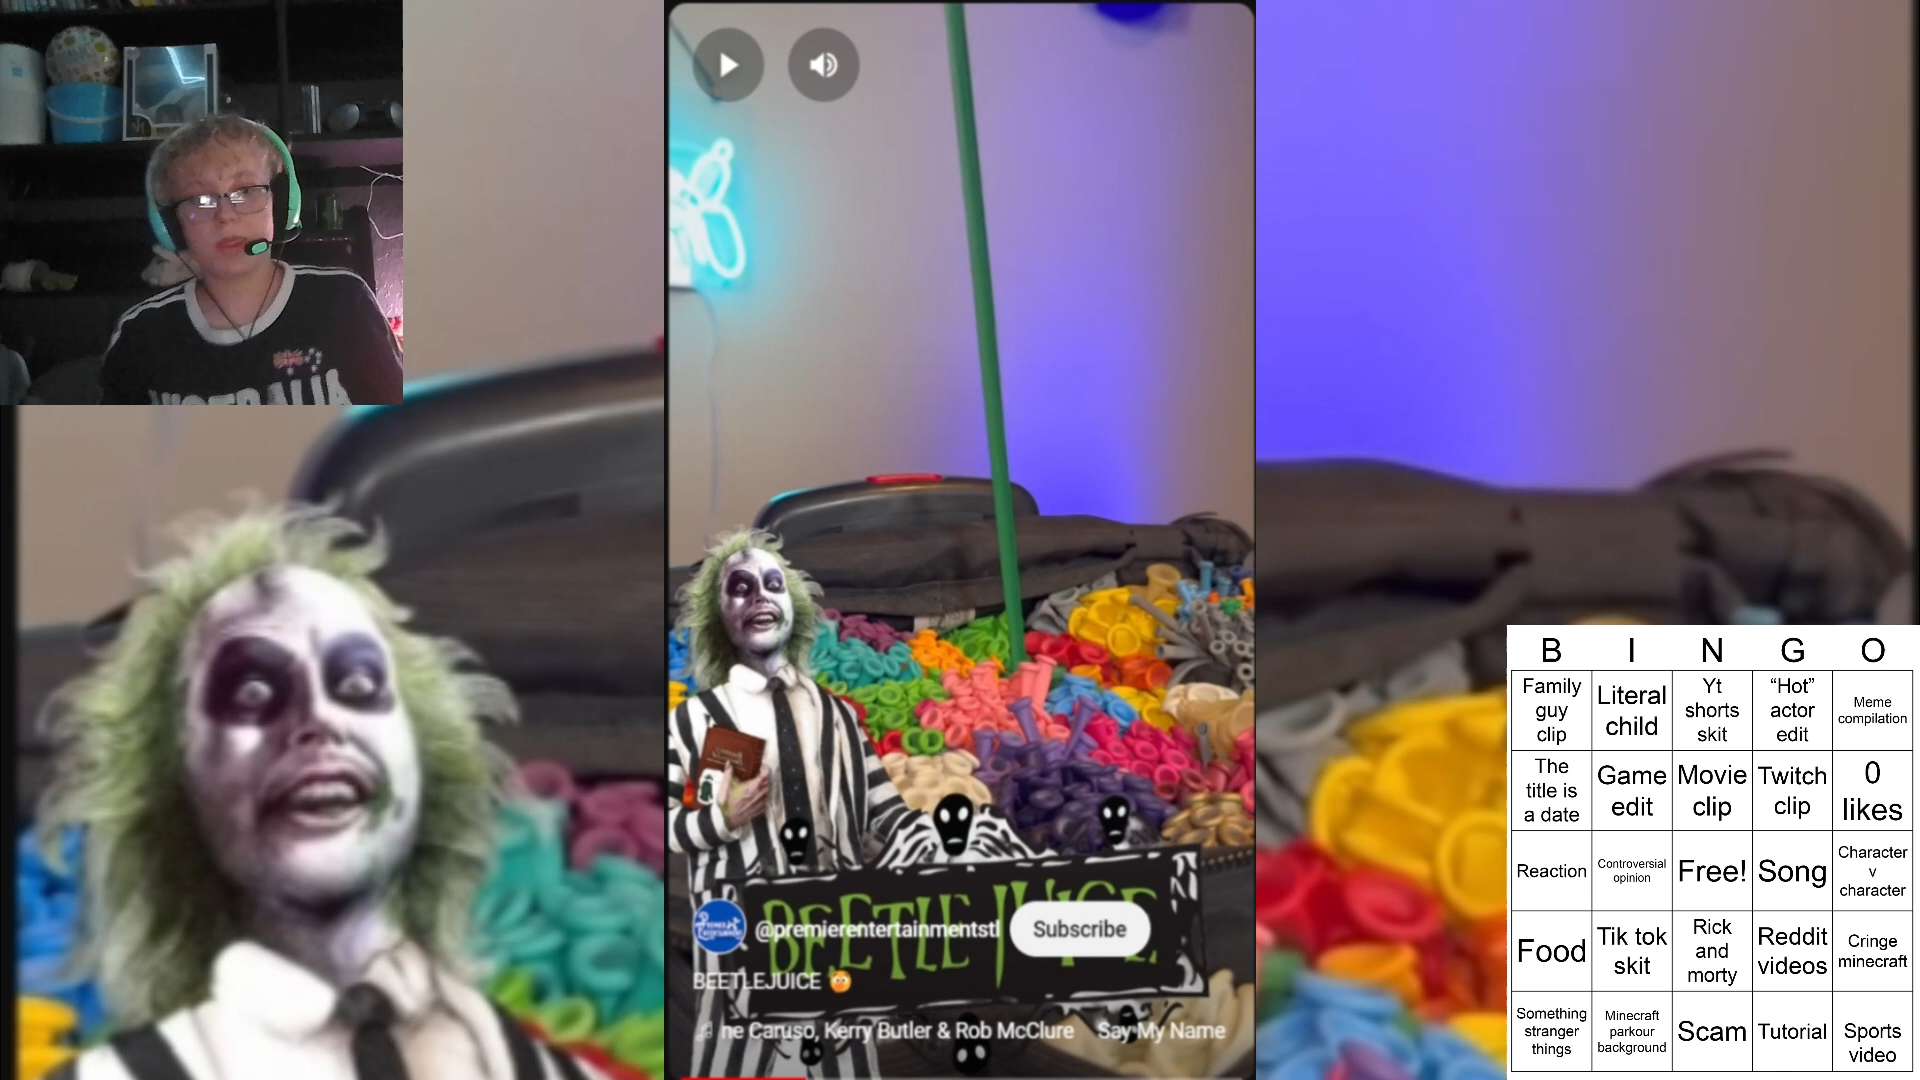 AUSTRALIA
BEETLEJUICE
@premierentertainmentstl
Subscribe
BEETLEJUICE 😳
ne Caruso, Kerry Butler & Rob McClure Say My Name
B I N G O
Family guy clip
Literal child
Yt shorts skit
“Hot” actor edit
Meme compilation
The title is a date
Game edit
Movie clip
Twitch clip
0 likes
Reaction
Controversial opinion
Free!
Song
Character v character
Food
Tik tok skit
Rick and morty
Reddit videos
Cringe minecraft
Something stranger things
Minecraft parkour background
Scam
Tutorial
Sports video